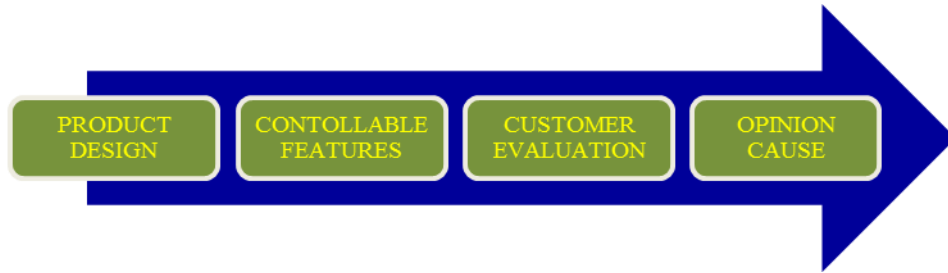 PRODUCT
DESIGN
CONTOLLABLE
FEATURES
CUSTOMER
EVALUATION
OPINION
CAUSE